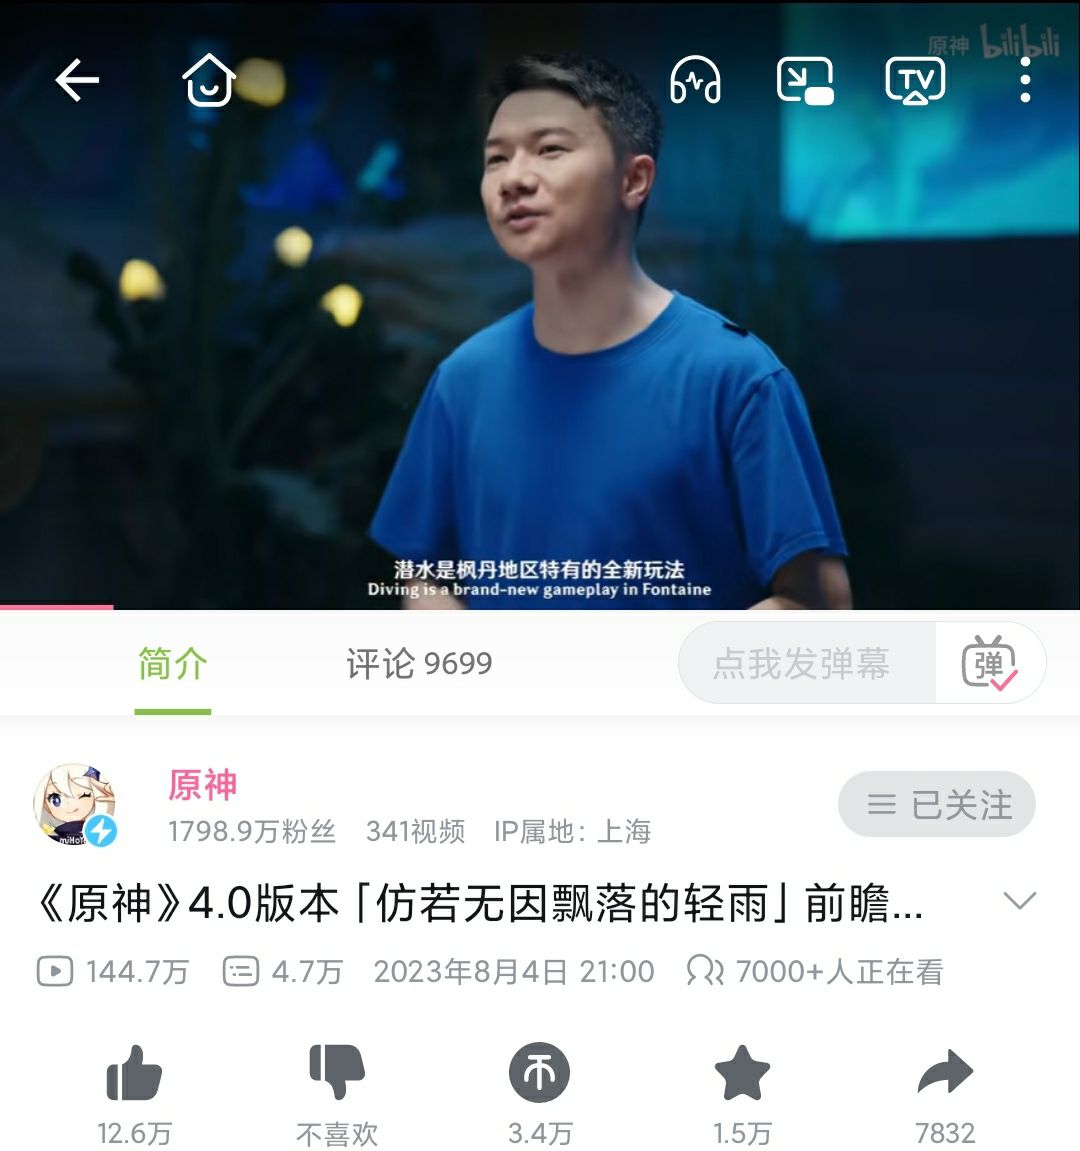 原神 bilibili
TV
潜水是枫丹地区特有的全新玩法
Diving is a brand-new gameplay in Fontaine
简介
评论 9699
点我发弹幕
弹
原神
1798.9万粉丝 341视频 IP属地：上海
miHoY
已关注
《原神》4.0版本「仿若无因飘落的轻雨」前瞻...
144.7万 4.7万 2023年8月4日 21:00 7000+人正在看
12.6万 不喜欢 3.4万 1.5万 7832